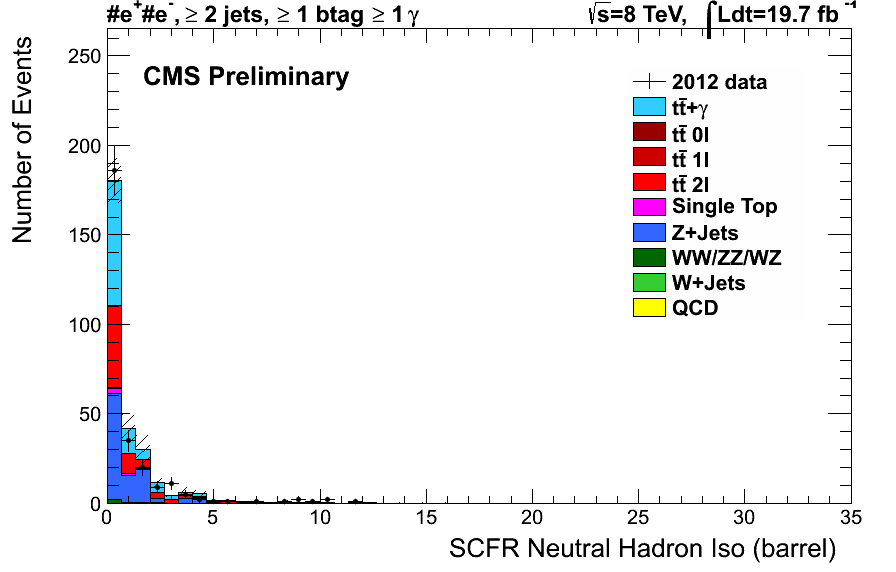 #e⁺#e⁻, ≥ 2 jets, ≥ 1 btag ≥ 1 γ
√s=8 TeV, ∫Ldt=19.7 fb⁻¹
CMS Preliminary
2012 data
tt̄+γ
tt̄ 0l
tt̄ 1l
tt̄ 2l
Single Top
Z+Jets
WW/ZZ/WZ
W+Jets
QCD
Number of Events
250
200
150
100
50
0
0 5 10 15 20 25 30 35
SCFR Neutral Hadron Iso (barrel)